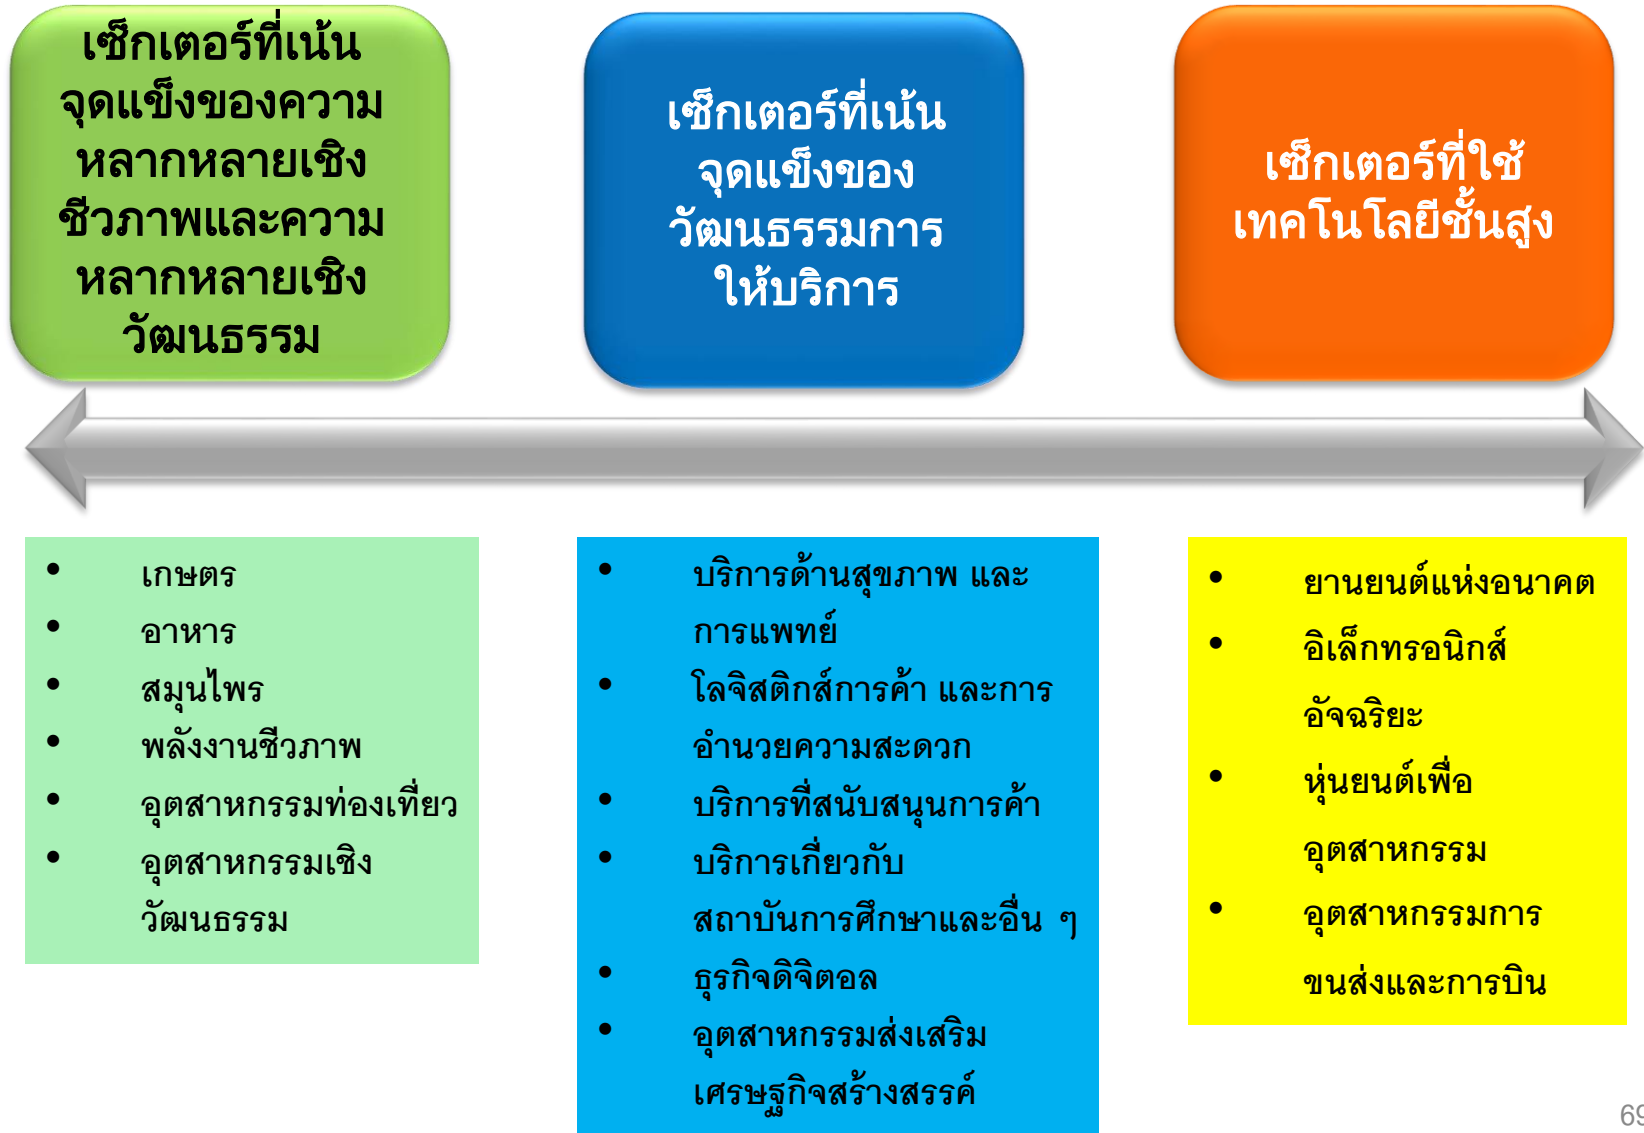 เซ็กเตอร์ที่เน้น
จุดแข็งของความ
หลากหลายเชิง
ชีวภาพและความ
หลากหลายเชิง
วัฒนธรรม
เซ็กเตอร์ที่เน้น
จุดแข็งของ
วัฒนธรรมการ
ให้บริการ
เซ็กเตอร์ที่ใช้
เทคโนโลยีชั้นสูง
• เกษตร
• อาหาร
• สมุนไพร
• พลังงานชีวภาพ
• อุตสาหกรรมท่องเที่ยว
• อุตสาหกรรมเชิง
วัฒนธรรม
• บริการด้านสุขภาพ และ
การแพทย์
• โลจิสติกส์การค้า และการ
อำนวยความสะดวก
• บริการที่สนับสนุนการค้า
• บริการเกี่ยวกับ
สถาบันการศึกษาและอื่น ๆ
• ธุรกิจดิจิตอล
• อุตสาหกรรมส่งเสริม
เศรษฐกิจสร้างสรรค์
• ยานยนต์แห่งอนาคต
• อิเล็กทรอนิกส์
อัจฉริยะ
• หุ่นยนต์เพื่อ
อุตสาหกรรม
• อุตสาหกรรมการ
ขนส่งและการบิน
69